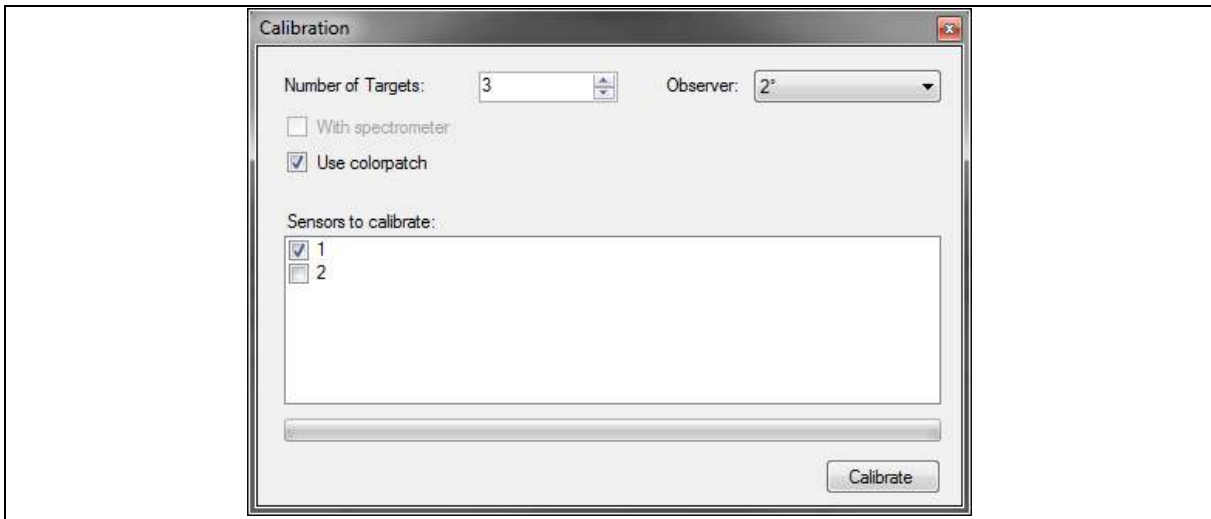 Calibration
Number of Targets: 3 Observer: 2°
With spectrometer
Use colorpatch
Sensors to calibrate:
1
2
Calibrate